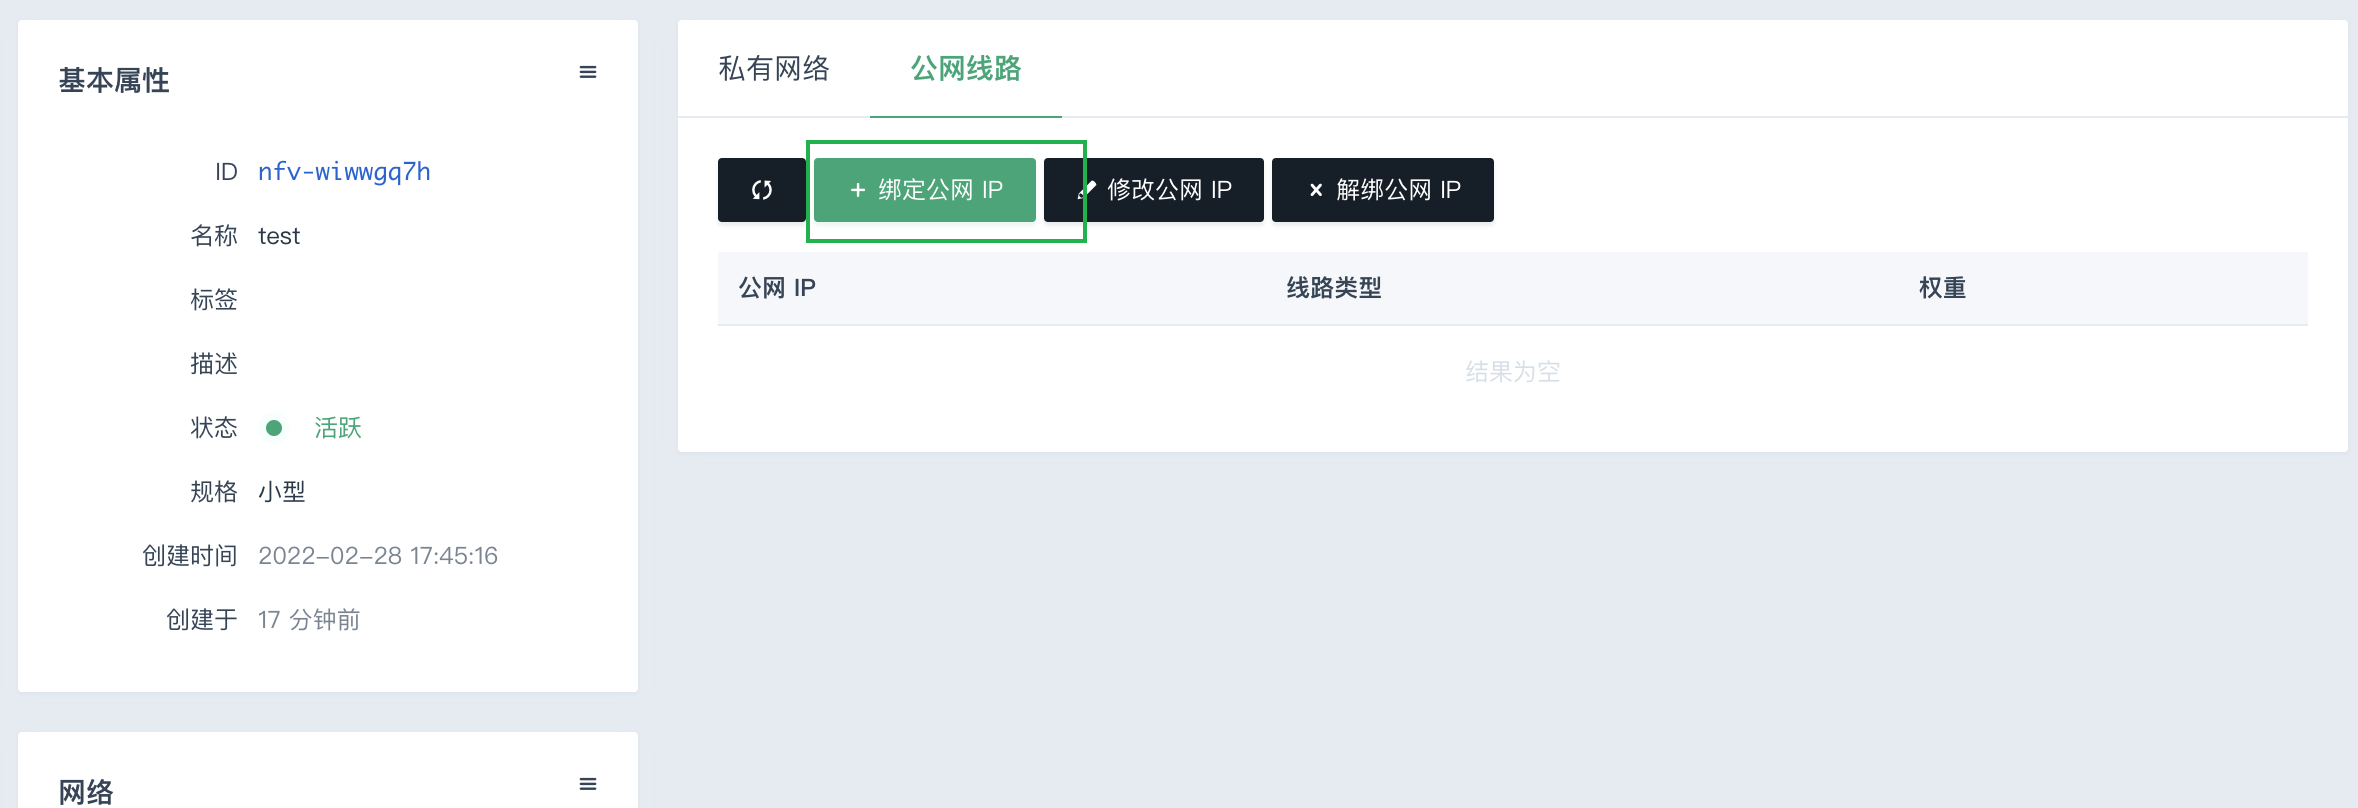 基本属性
ID nfv-wiwwgq7h
名称 test
标签
描述
状态 活跃
规格 小型
创建时间 2022-02-28 17:45:16
创建于 17 分钟前
网络
私有网络 公网线路
+ 绑定公网 IP 修改公网 IP × 解绑公网 IP
公网 IP 线路类型 权重
结果为空